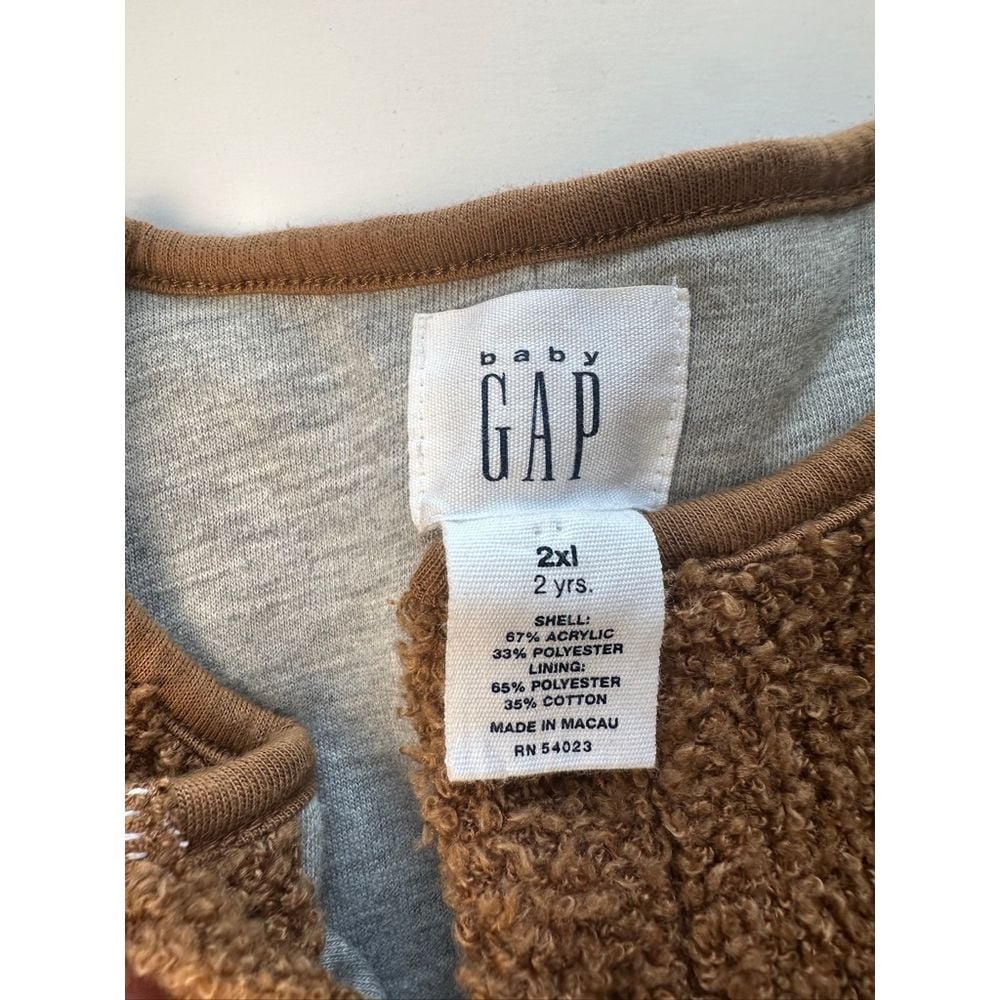 baby
GAP
2xl
2 yrs.
SHELL:
67% ACRYLIC
33% POLYESTER
LINING:
65% POLYESTER
35% COTTON
MADE IN MACAU
RN 54023